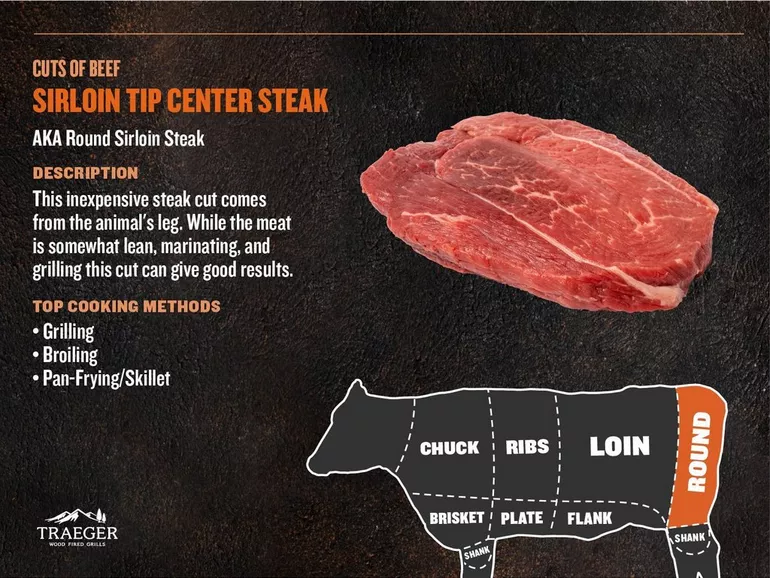 CUTS OF BEEF
SIRLOIN TIP CENTER STEAK
AKA Round Sirloin Steak
DESCRIPTION
This inexpensive steak cut comes
from the animal's leg. While the meat
is somewhat lean, marinating, and
grilling this cut can give good results.
TOP COOKING METHODS
• Grilling
• Broiling
• Pan-Frying/Skillet
CHUCK
RIBS
LOIN
ROUND
BRISKET
PLATE
FLANK
SHANK
SHANK
TRAEGER
WOOD FIRED GRILLS